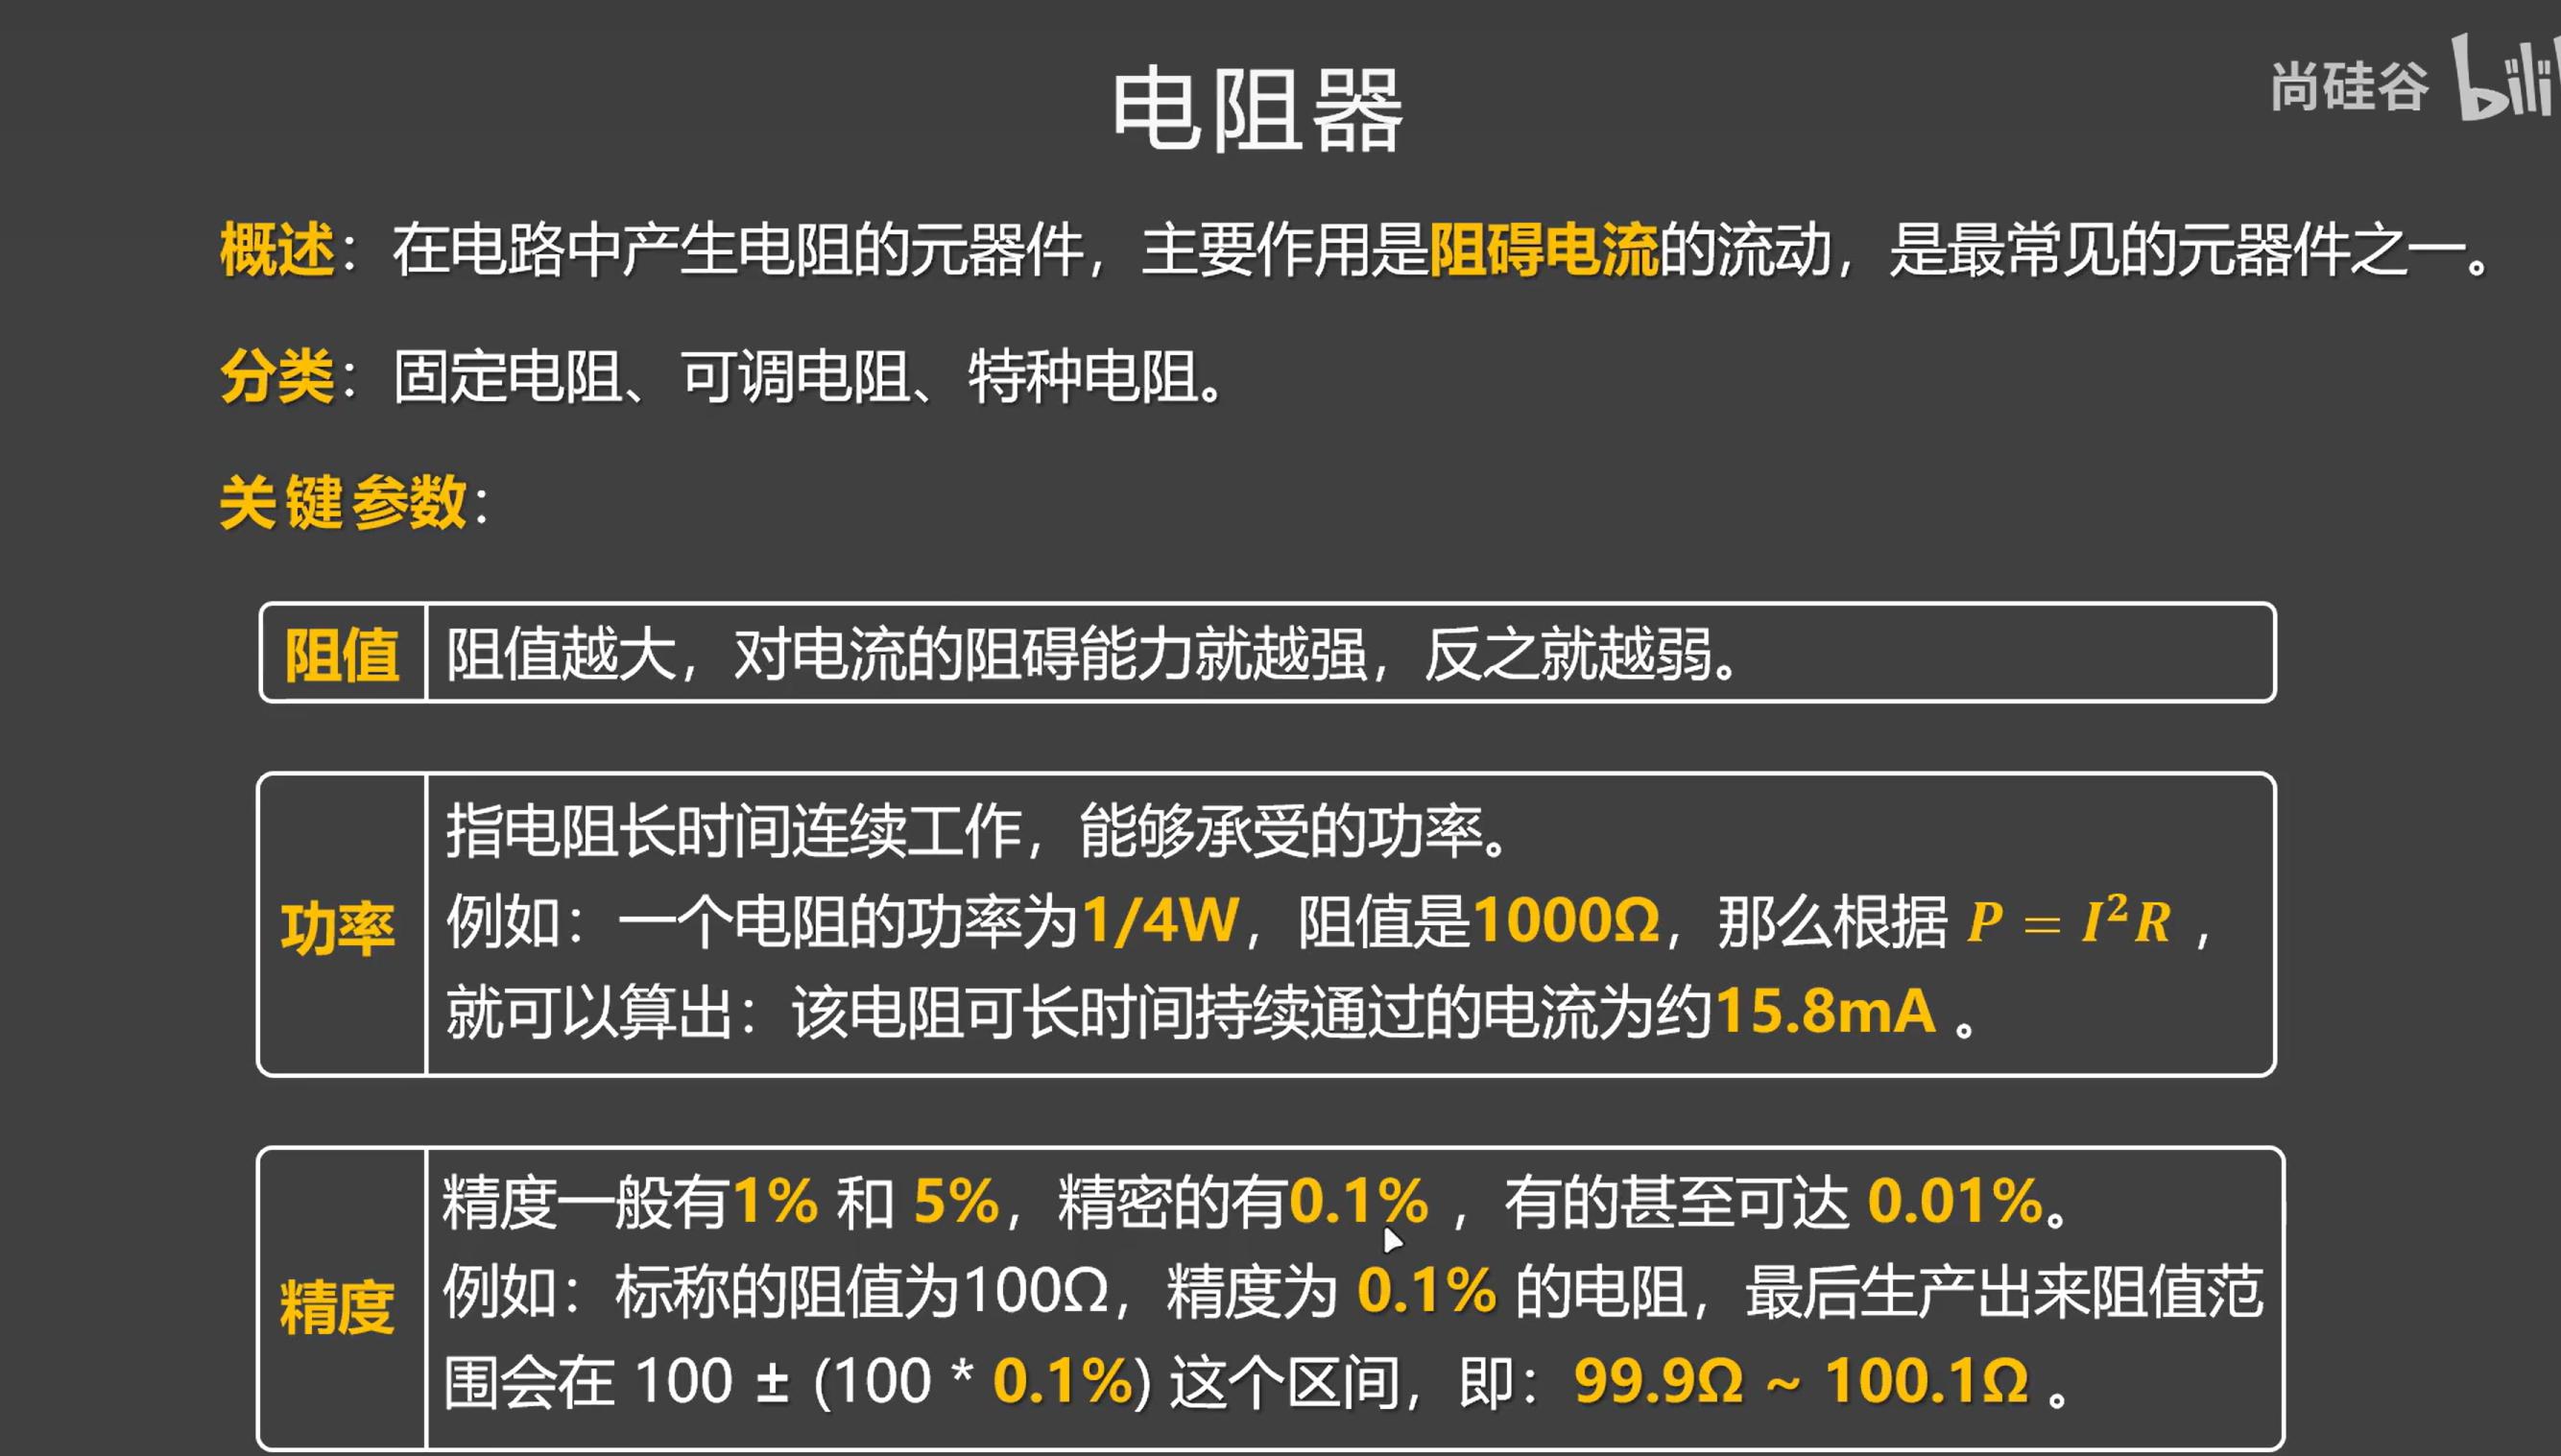 电阻器
尚硅谷 bili
概述：在电路中产生电阻的元器件，主要作用是阻碍电流的流动，是最常见的元器件之一。
分类：固定电阻、可调电阻、特种电阻。
关键参数：
阻值 阻值越大，对电流的阻碍能力就越强，反之就越弱。
功率
指电阻长时间连续工作，能够承受的功率。
例如：一个电阻的功率为1/4W，阻值是1000Ω，那么根据 P = I²R ，
就可以算出：该电阻可长时间持续通过的电流为约15.8mA 。
精度
精度一般有1% 和 5%，精密的有0.1% ，有的甚至可达 0.01%。
例如：标称的阻值为100Ω，精度为 0.1% 的电阻，最后生产出来阻值范
围会在 100 ± (100 * 0.1%) 这个区间，即：99.9Ω ~ 100.1Ω 。